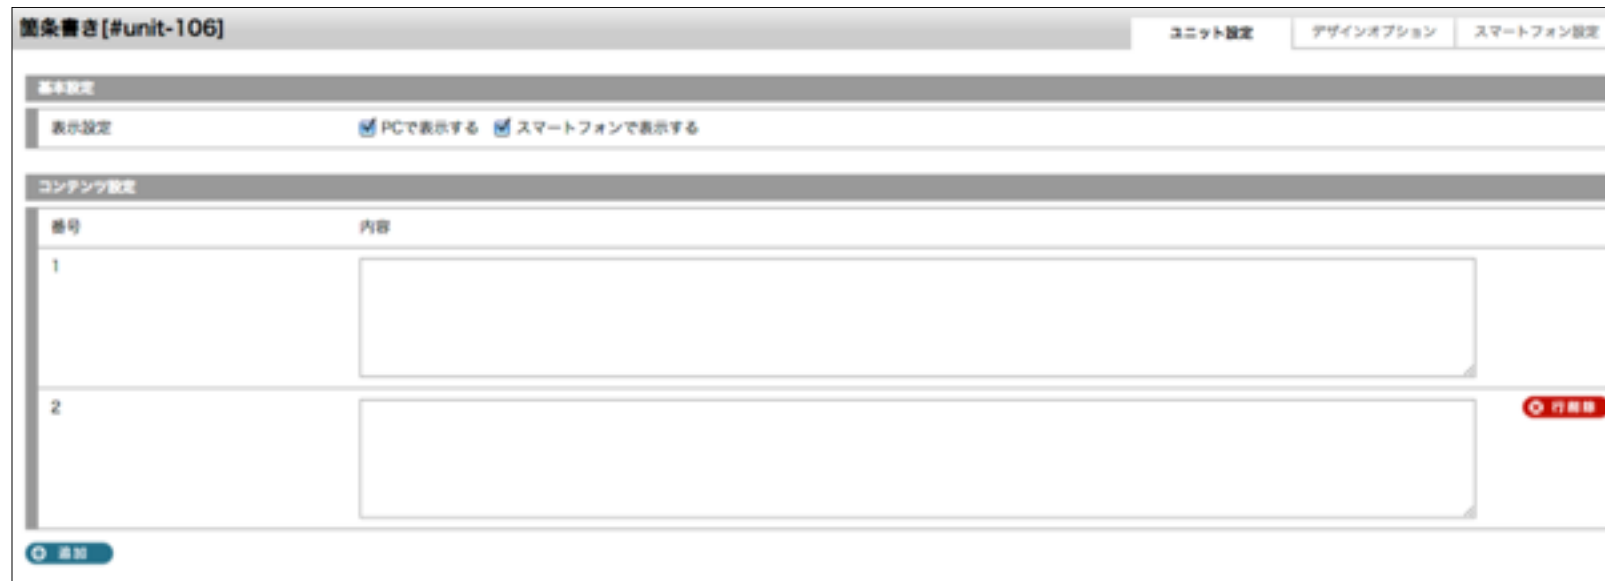 箇条書き[#unit-106]
ユニット設定 デザインオプション スマートフォン設定
基本設定
表示設定 PCで表示する スマートフォンで表示する
コンテンツ設定
番号 内容
1
2 行削除
追加